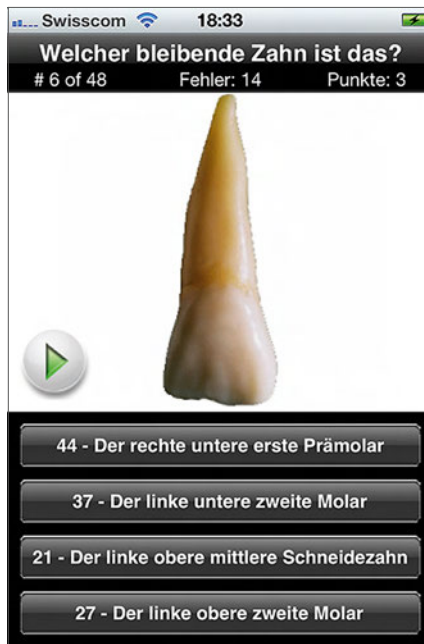 Swisscom 18:33
Welcher bleibende Zahn ist das?
# 6 of 48 Fehler: 14 Punkte: 3
44 - Der rechte untere erste Prämolar
37 - Der linke untere zweite Molar
21 - Der linke obere mittlere Schneidezahn
27 - Der linke obere zweite Molar